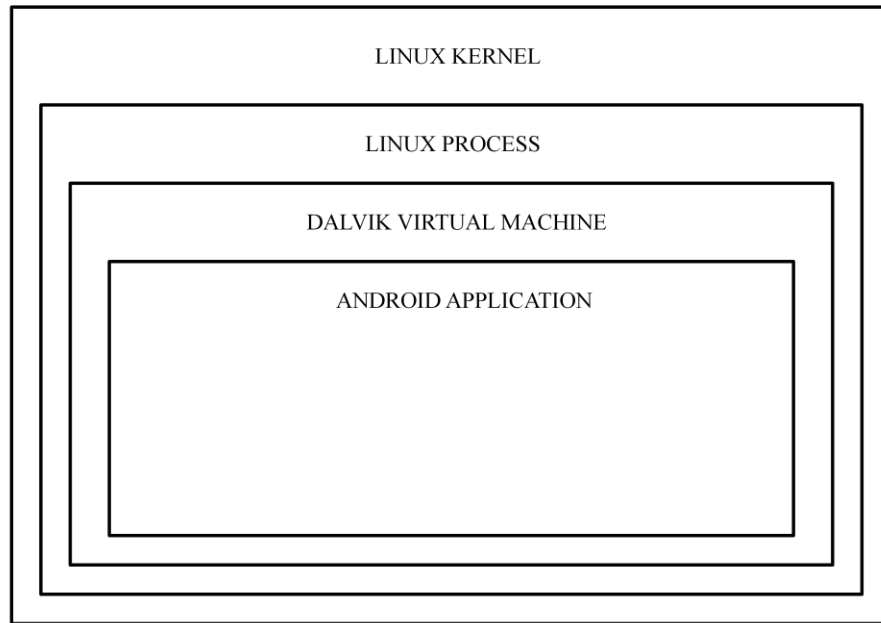 LINUX KERNEL
LINUX PROCESS
DALVIK VIRTUAL MACHINE
ANDROID APPLICATION